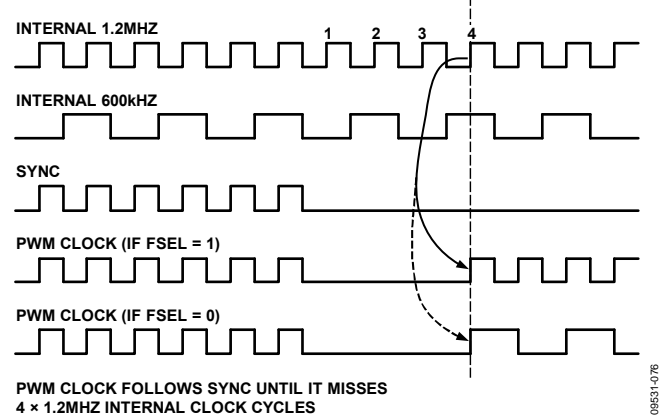 INTERNAL 1.2MHZ
1 2 3 4
INTERNAL 600kHZ
SYNC
PWM CLOCK (IF FSEL = 1)
PWM CLOCK (IF FSEL = 0)
PWM CLOCK FOLLOWS SYNC UNTIL IT MISSES
4 × 1.2MHZ INTERNAL CLOCK CYCLES
09531-076